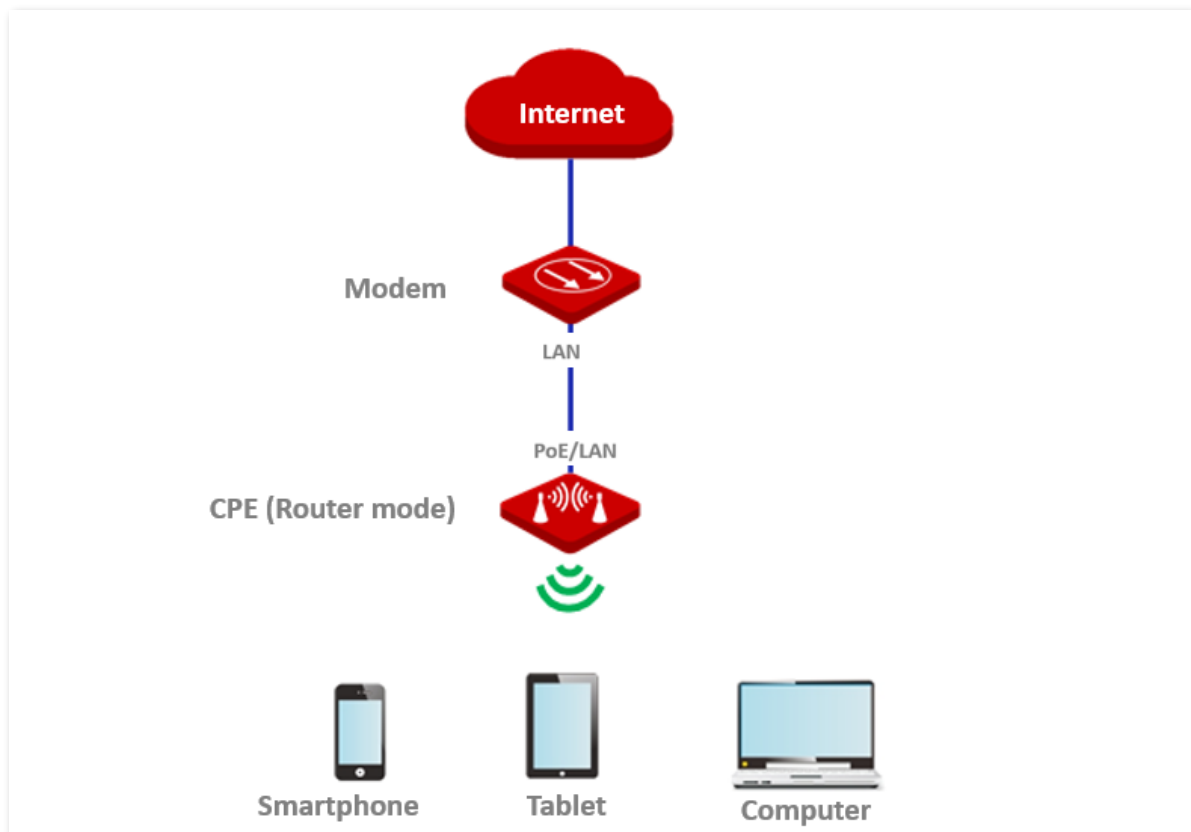 Internet
Modem
LAN
PoE/LAN
CPE (Router mode)
Smartphone
Tablet
Computer